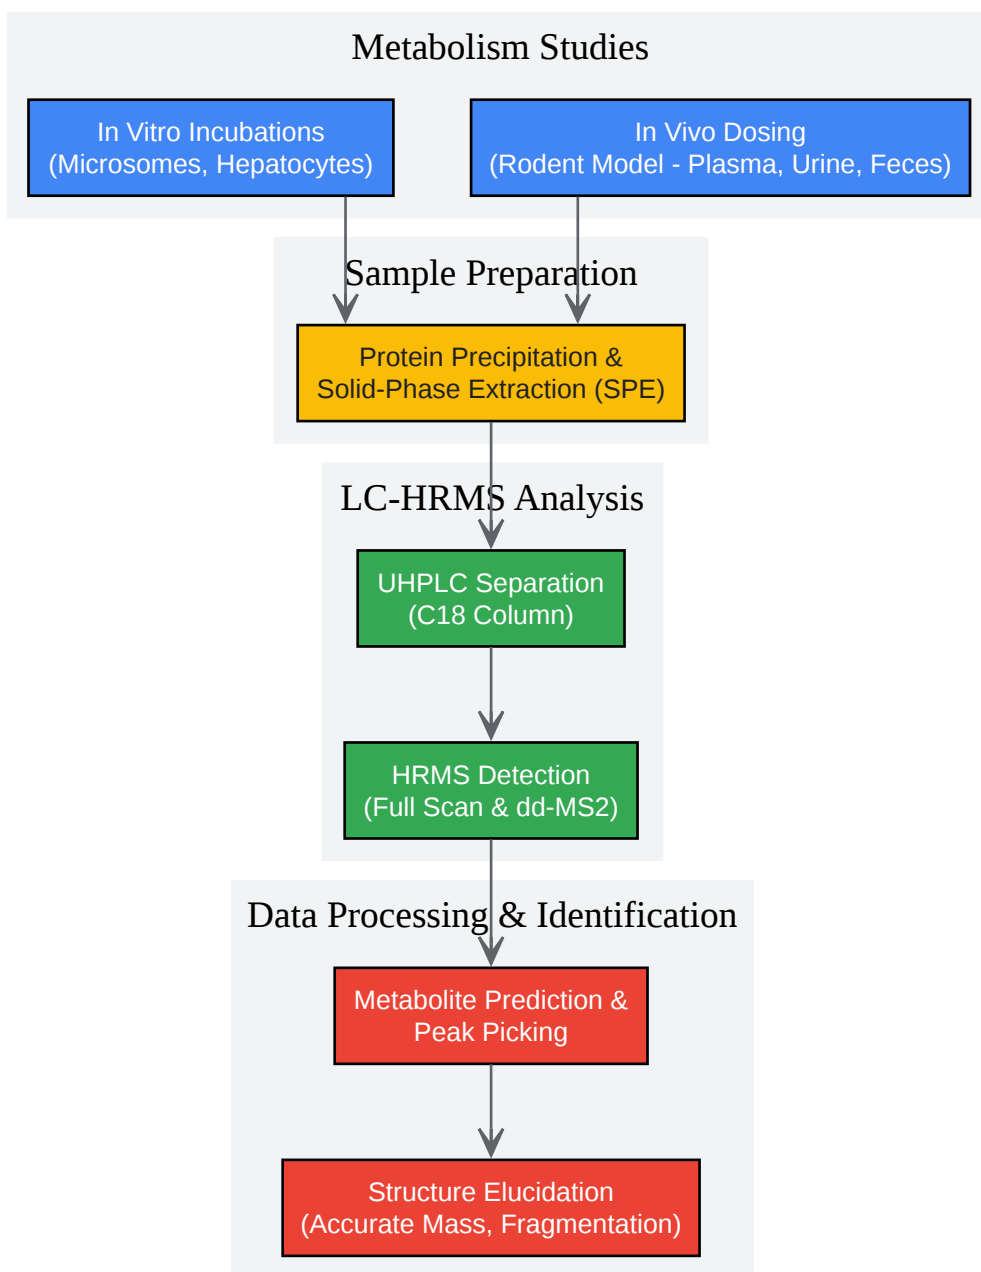 Metabolism Studies
In Vitro Incubations
(Microsomes, Hepatocytes)
In Vivo Dosing
(Rodent Model - Plasma, Urine, Feces)
Sample Preparation
Protein Precipitation &
Solid-Phase Extraction (SPE)
LC-HRMS Analysis
UHPLC Separation
(C18 Column)
HRMS Detection
(Full Scan & dd-MS2)
Data Processing & Identification
Metabolite Prediction &
Peak Picking
Structure Elucidation
(Accurate Mass, Fragmentation)